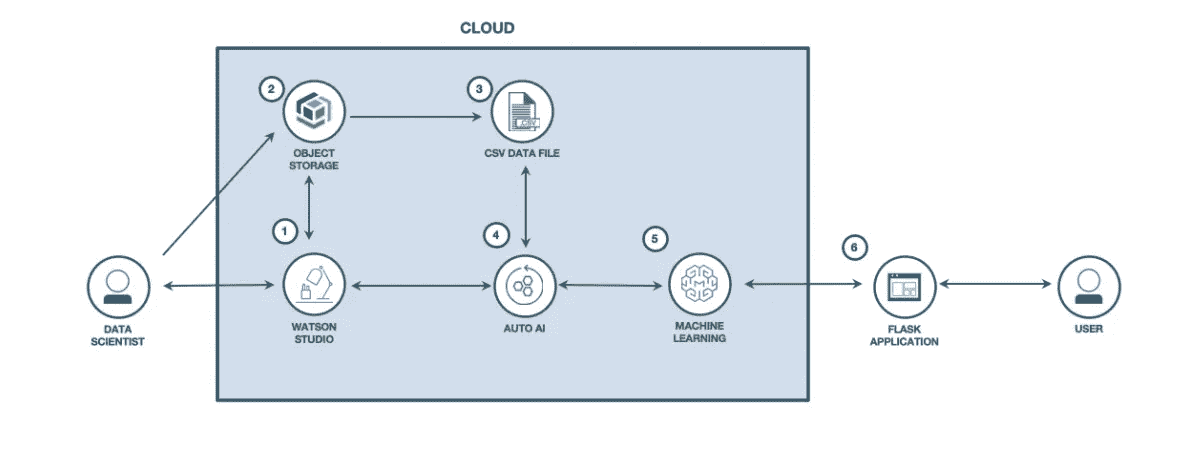 CLOUD
2
3
.CSV
OBJECT
STORAGE
CSV DATA FILE
1
4
5
6
DATA
SCIENTIST
WATSON
STUDIO
AUTO AI
MACHINE
LEARNING
FLASK
APPLICATION
USER